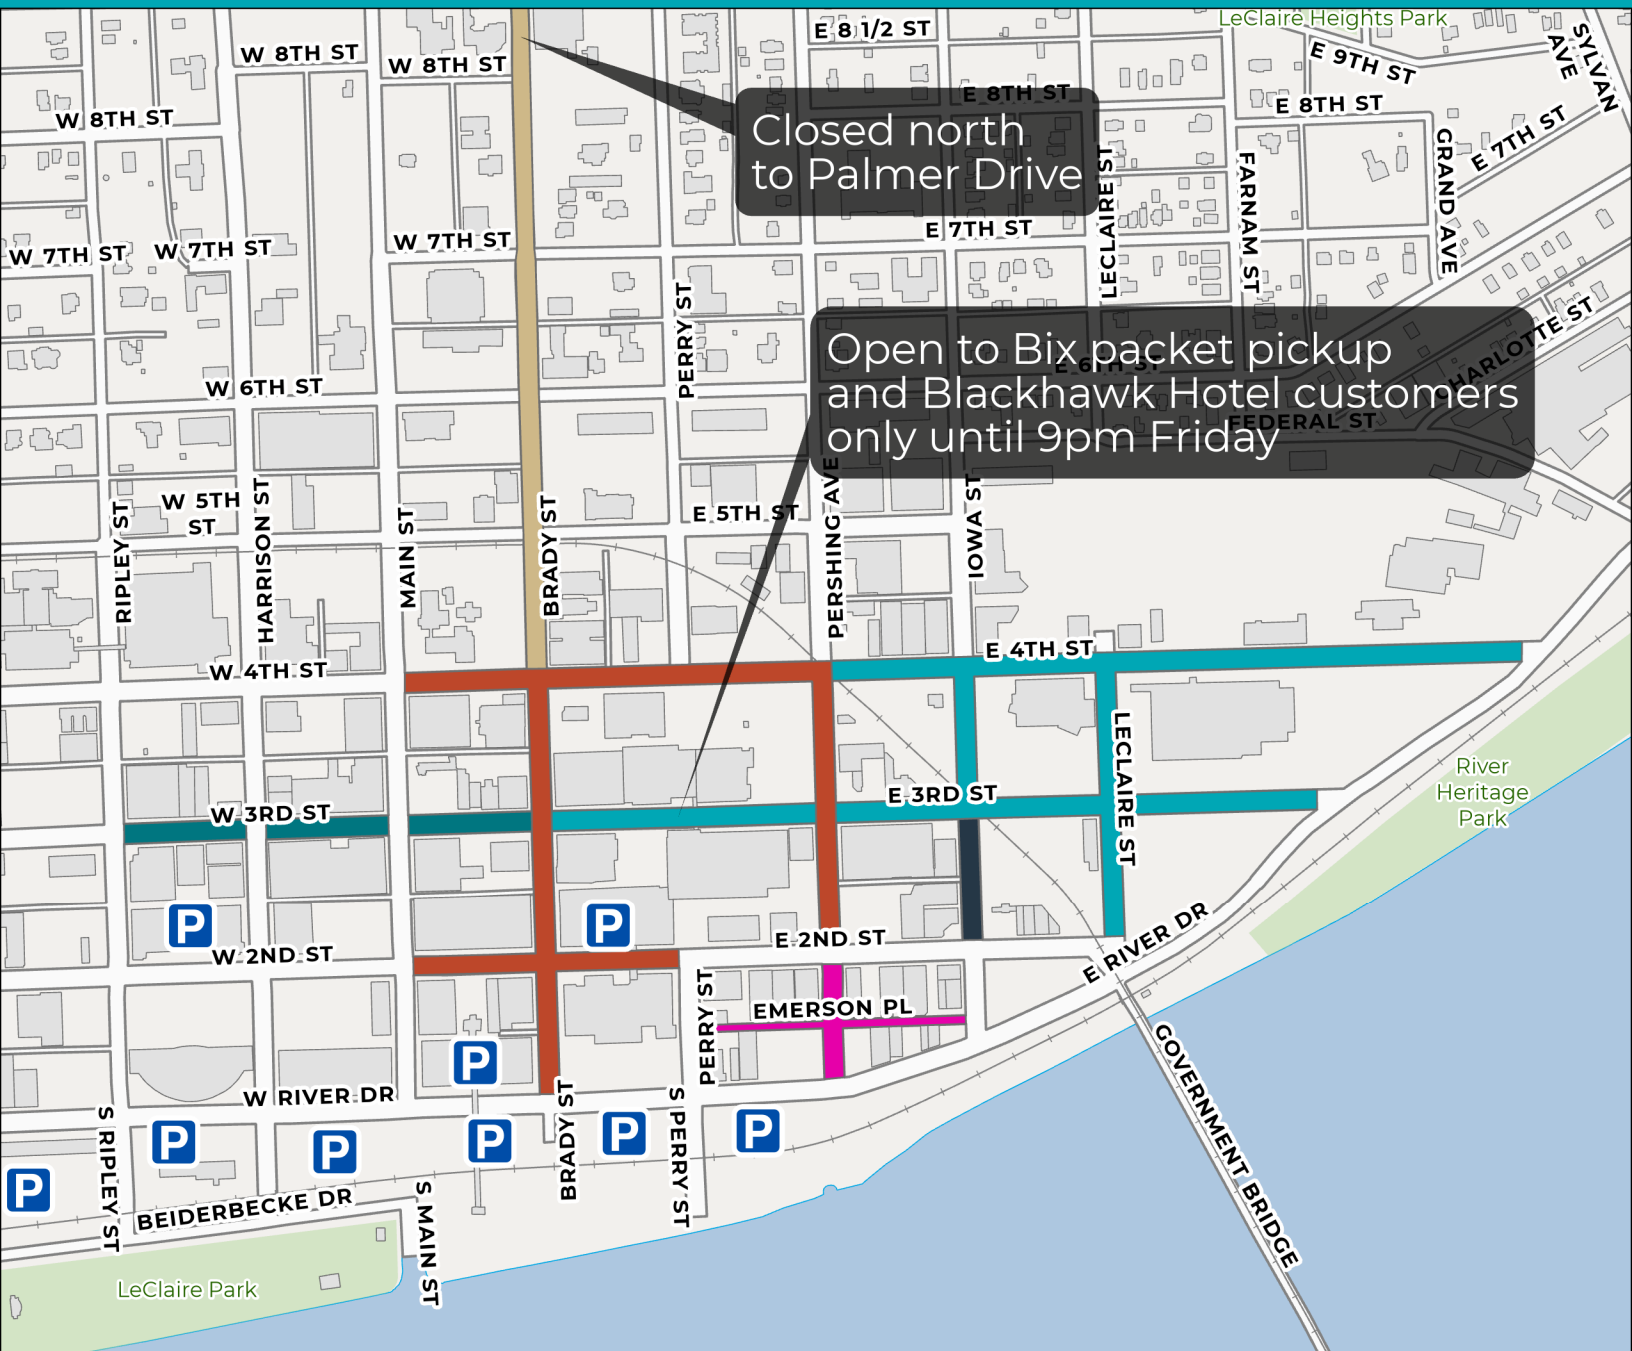 LeClaire Heights Park
E 8 1/2 ST
W 8TH ST
W 8TH ST
E 9TH ST
SYLVAN
AVE
E 8TH ST
E 8TH ST
W 8TH ST
E 7TH ST
Closed north
to Palmer Drive
GRAND AVE
LECLAIRE ST
FARNAM ST
E 7TH ST
W 7TH ST
W 7TH ST
W 7TH ST
PERRY ST
CHARLOTTE ST
Open to Bix packet pickup
and Blackhawk Hotel customers
only until 9pm Friday
E 6TH ST
FEDERAL ST
W 6TH ST
W 5TH
ST
E 5TH ST
RIPLEY ST
HARRISON ST
MAIN ST
BRADY ST
PERSHING AVE
IOWA ST
E 4TH ST
W 4TH ST
LECLAIRE ST
River
Heritage
Park
E 3RD ST
W 3RD ST
P
P
E 2ND ST
W 2ND ST
E RIVER DR
EMERSON PL
PERRY ST
P
W RIVER DR
GOVERNMENT BRIDGE
S RIPLEY ST
BRADY ST
S PERRY ST
P
P
P
P
P
P
BEIDERBECKE DR
S MAIN ST
LeClaire Park